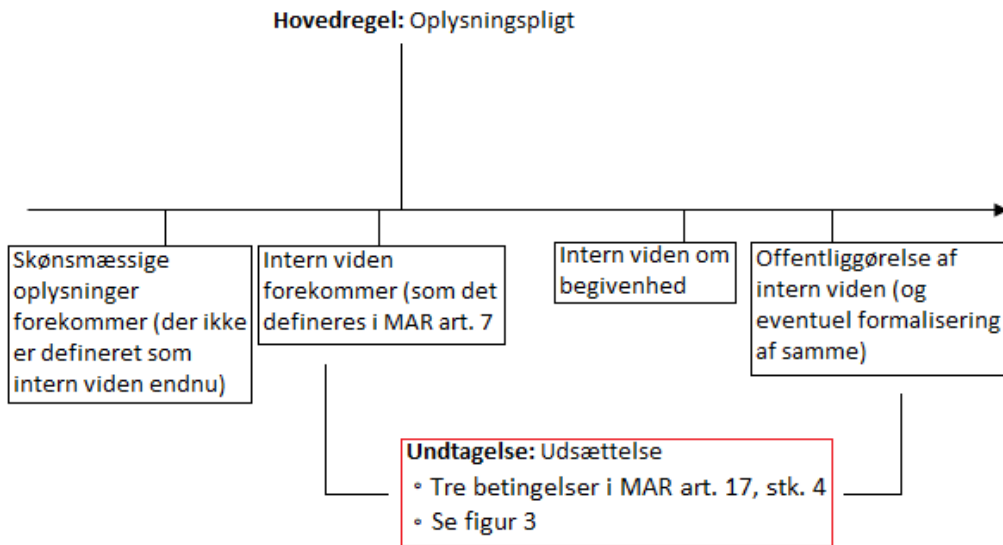 Hovedregel: Oplysningspligt
Skønsmæssige
oplysninger
forekommer (der ikke
er defineret som
intern viden endnu)
Intern viden
forekommer (som det
defineres i MAR art. 7
Intern viden om
begivenhed
Offentliggørelse af
intern viden (og
eventuel formalisering
af samme)
Undtagelse: Udsættelse
∘ Tre betingelser i MAR art. 17, stk. 4
∘ Se figur 3